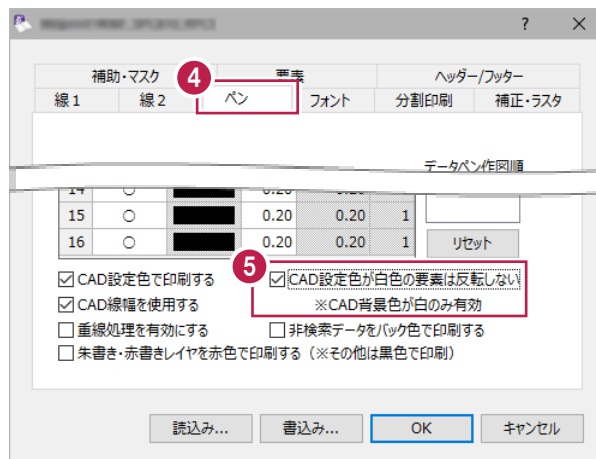 ? ×
補助・マスク 要素 ヘッダー/フッター
4
線1 線2 ペン フォント 分割印刷 補正・ラスタ
データペン作図順
14 ○ 0.20 0.20
15 ○ 0.20 0.20 1
16 ○ 0.20 0.20 1 リセット
5
CAD設定色で印刷する CAD設定色が白色の要素は反転しない
CAD線幅を使用する ※CAD背景色が白のみ有効
重線処理を有効にする 非検索データをバック色で印刷する
朱書き・赤書きレイヤを赤色で印刷する（※その他は黒色で印刷）
読込み... 書込み... OK キャンセル